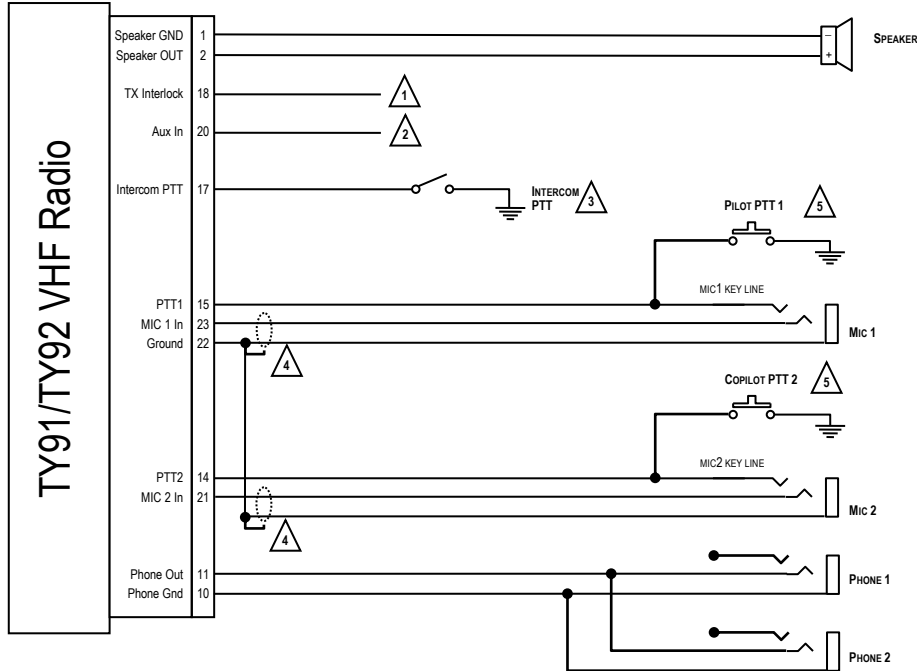 TY91/TY92 VHF Radio
Speaker GND 1
Speaker OUT 2
– SPEAKER
+
TX Interlock 18 1
Aux In 20 2
Intercom PTT 17 INTERCOM PTT 3
PILOT PTT 1 5
MIC1 KEY LINE
PTT1 15
MIC 1 In 23
Ground 22
MIC 1
4
COPILOT PTT 2 5
MIC2 KEY LINE
PTT2 14
MIC 2 In 21
MIC 2
4
Phone Out 11
Phone Gnd 10
PHONE 1
PHONE 2